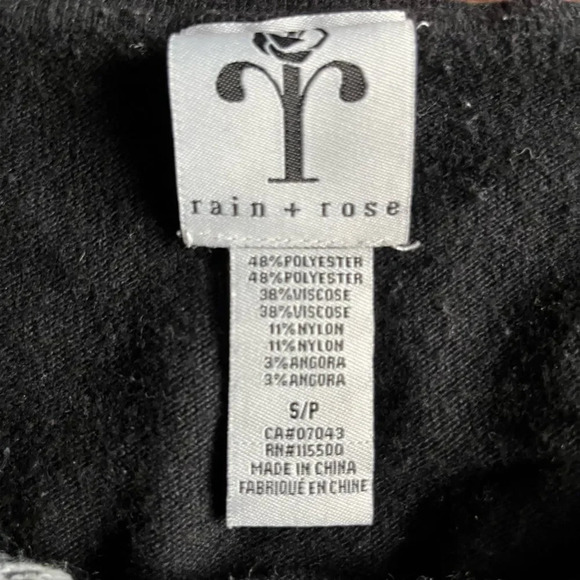 rain + rose
48%POLYESTER
48%POLYESTER
38%VISCOSE
38%VISCOSE
11%NYLON
11%NYLON
3%ANGORA
3%ANGORA
S/P
CA#07043
RN#115500
MADE IN CHINA
FABRIQUÉ EN CHINE